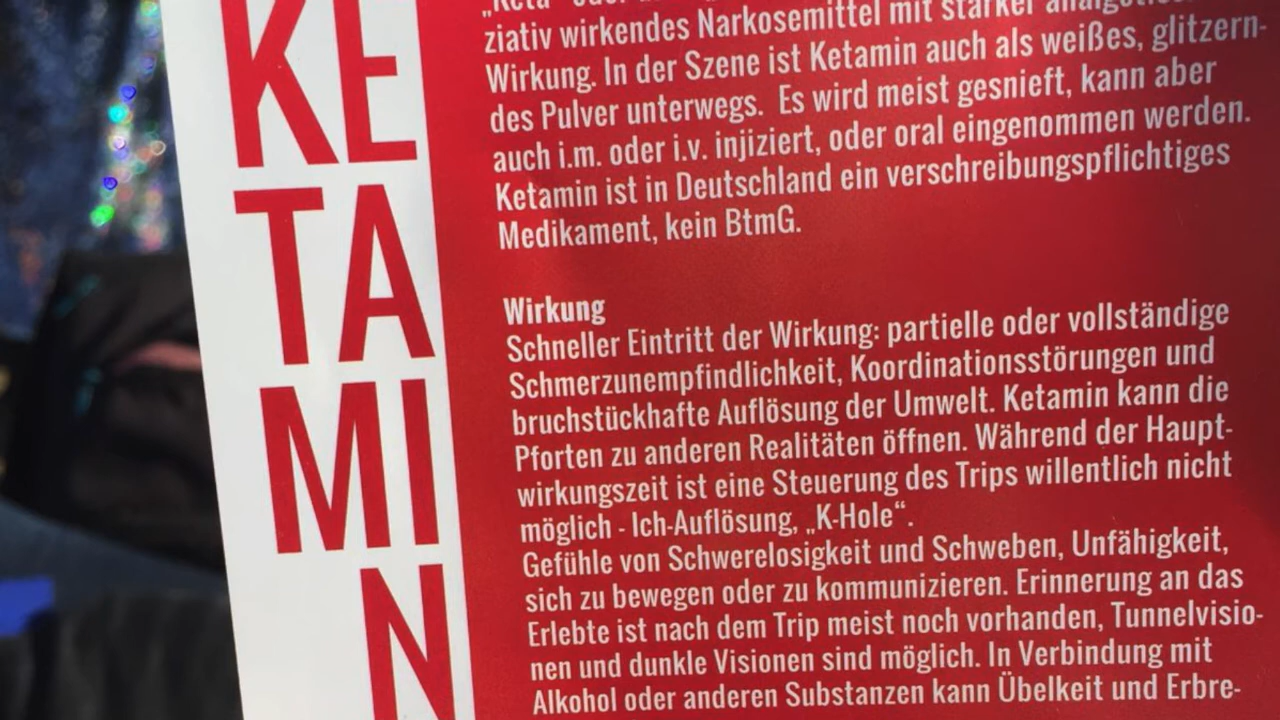 KE
TA
MI
N
„Keta"
ziativ wirkendes Narkosemittel mit starker
Wirkung. In der Szene ist Ketamin auch als weißes, glitzern-
des Pulver unterwegs. Es wird meist gesnieft, kann aber
auch i.m. oder i.v. injiziert, oder oral eingenommen werden.
Ketamin ist in Deutschland ein verschreibungspflichtiges
Medikament, kein BtmG.
Wirkung
Schneller Eintritt der Wirkung: partielle oder vollständige
Schmerzunempfindlichkeit, Koordinationsstörungen und
bruchstückhafte Auflösung der Umwelt. Ketamin kann die
Pforten zu anderen Realitäten öffnen. Während der Haupt-
wirkungszeit ist eine Steuerung des Trips willentlich nicht
möglich - Ich-Auflösung, „K-Hole“.
Gefühle von Schwerelosigkeit und Schweben, Unfähigkeit,
sich zu bewegen oder zu kommunizieren. Erinnerung an das
Erlebte ist nach dem Trip meist noch vorhanden, Tunnelvisio-
nen und dunkle Visionen sind möglich. In Verbindung mit
Alkohol oder anderen Substanzen kann Übelkeit und Erbre-